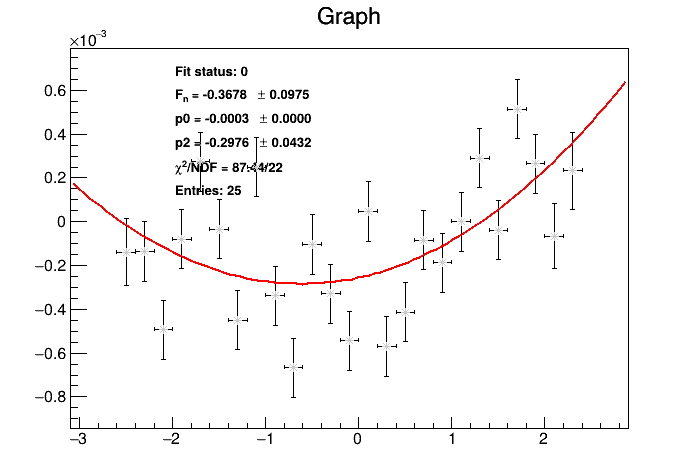 Graph
×10⁻³
Fit status: 0
Fₙ = -0.3678 ± 0.0975
p0 = -0.0003 ± 0.0000
p2 = -0.2976 ± 0.0432
χ²/NDF = 87.44/22
Entries: 25
0.6
0.4
0.2
0
−0.2
−0.4
−0.6
−0.8
−3 −2 −1 0 1 2